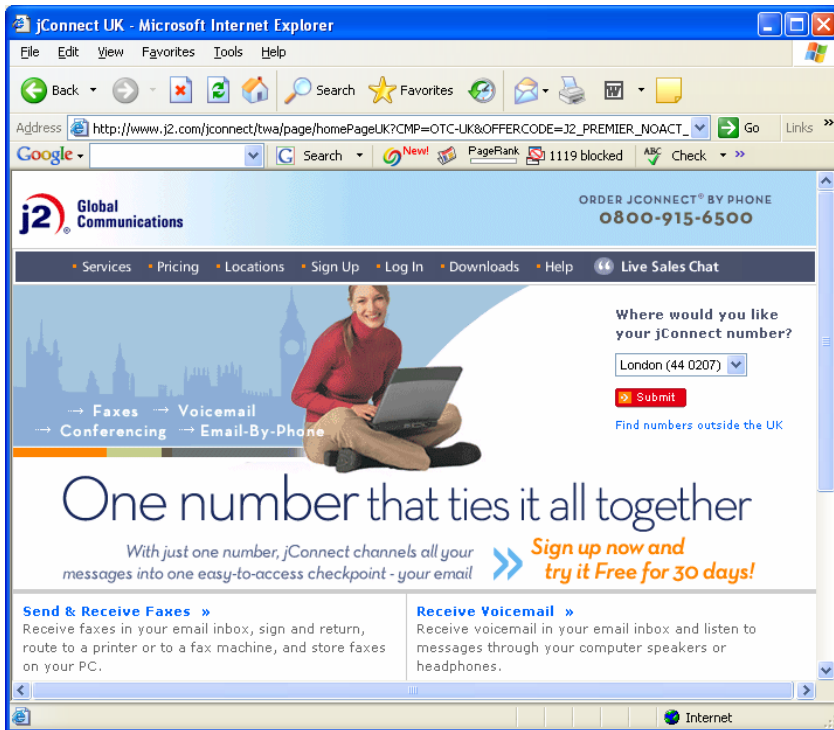 jConnect UK - Microsoft Internet Explorer
File Edit View Favorites Tools Help
Back Search Favorites W
Address http://www.j2.com/jconnect/twa/page/homePageUK?CMP=OTC-UK&OFFERCODE=J2_PREMIER_NOACT_ Go Links »
Google G Search New! PageRank 1119 blocked ABC Check »
j2® Global Communications
ORDER JCONNECT® BY PHONE
0800-915-6500
Services Pricing Locations Sign Up Log In Downloads Help Live Sales Chat
Where would you like
your jConnect number?
London (44 0207)
Submit
Find numbers outside the UK
→ Faxes → Voicemail
→ Conferencing → Email-By-Phone
One number that ties it all together
With just one number, jConnect channels all your
messages into one easy-to-access checkpoint - your email
» Sign up now and
try it Free for 30 days!
Send & Receive Faxes »
Receive faxes in your email inbox, sign and return,
route to a printer or to a fax machine, and store faxes
on your PC.
Receive Voicemail »
Receive voicemail in your email inbox and listen to
messages through your computer speakers or
headphones.
Internet